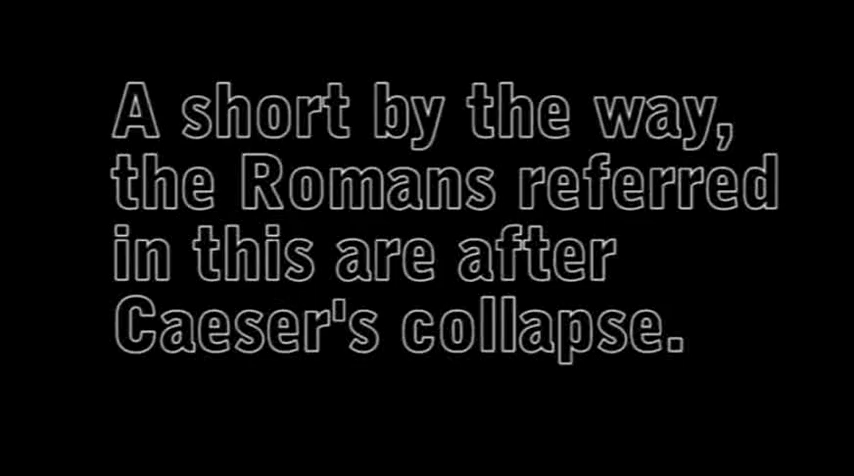 A short by the way,
the Romans referred
in this are after
Caeser's collapse.